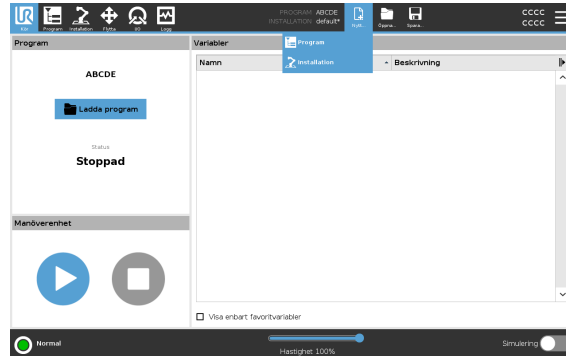 UR
Kör
Program
Installation
Flytta
I/O
Logg
PROGRAM ABCDE
INSTALLATION default*
Nytt...
Öppna...
Spara...
CCCC
CCCC
Program
Installation
Program
Variabler
Namn
Beskrivning
ABCDE
Ladda program
Status
Stoppad
Manöverenhet
Visa enbart favoritvariabler
Normal
Hastighet 100%
Simulering